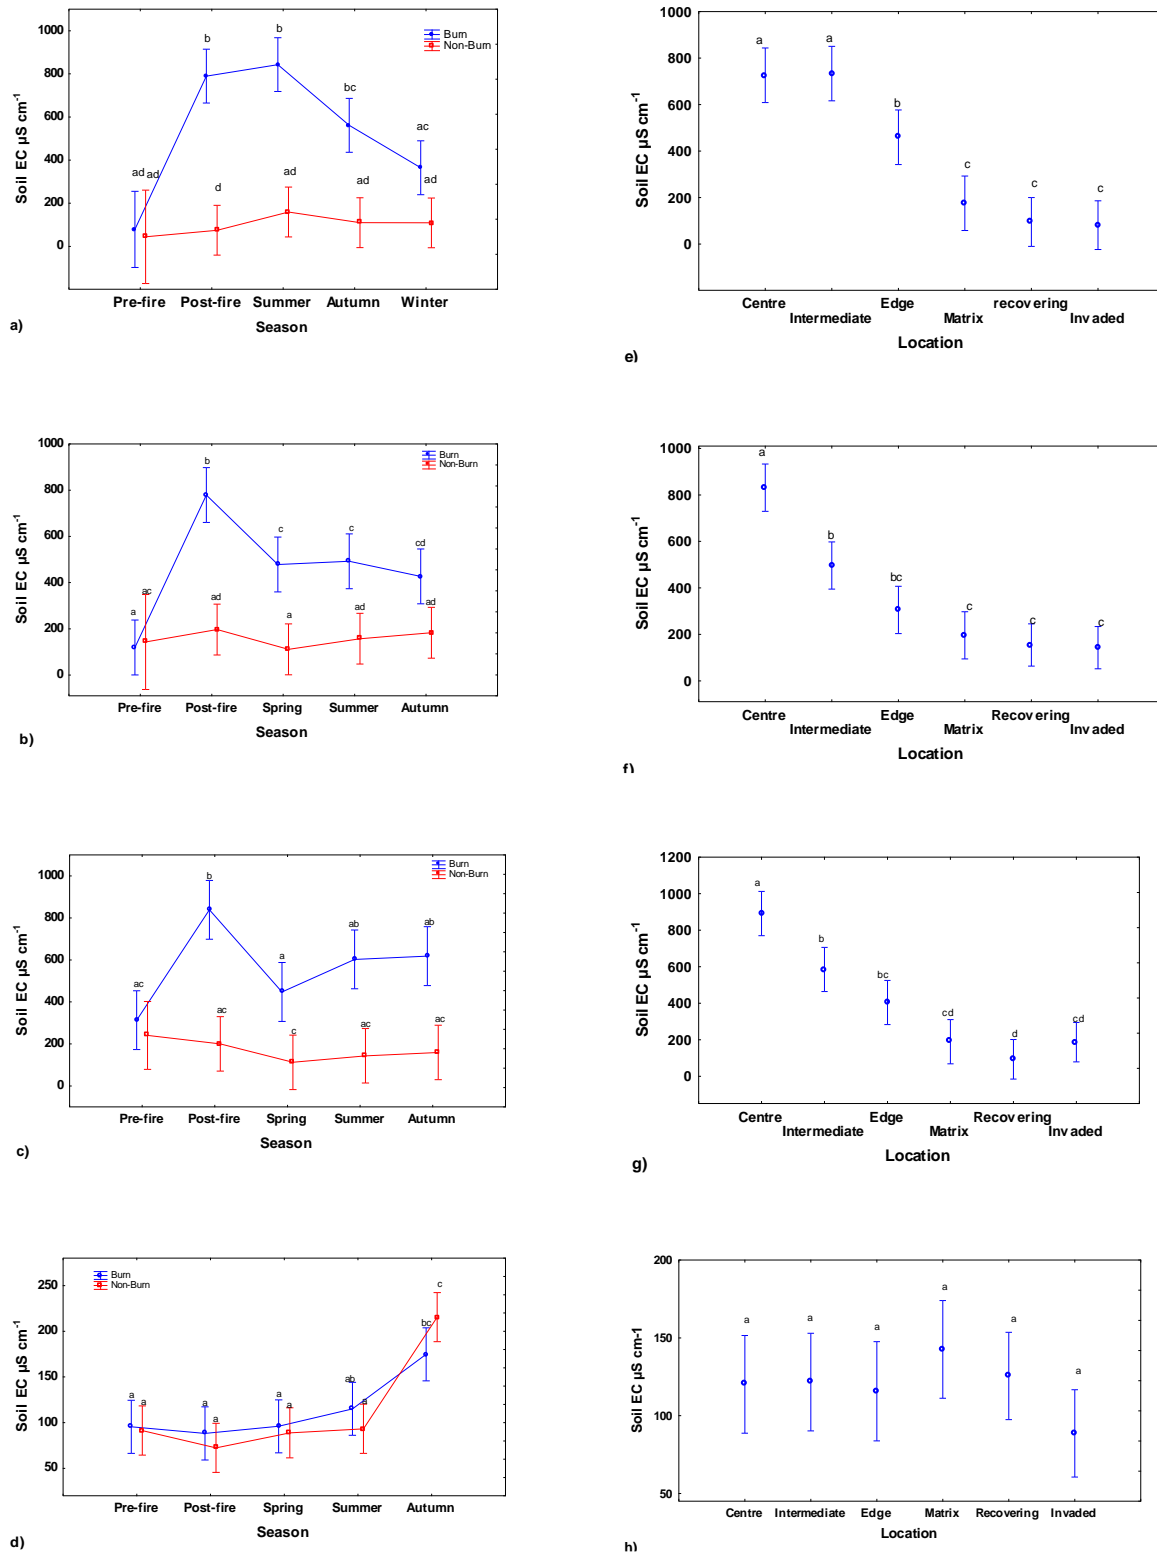 1000
800
600
400
200
0
Soil EC µS cm-1
Burn
Non-Burn
b
b
bc
ac
ad
ad
d
ad
ad
ad
Pre-fire Post-fire Summer Autumn Winter
Season
a)
1000
800
600
400
200
0
Soil EC µS cm-1
a
a
b
c
c
c
Centre Edge recovering
Intermediate Matrix Invaded
Location
e)
1000
800
600
400
200
0
Soil EC µS cm-1
Burn
Non-Burn
b
c
c
cd
a
ac
ad
a
ad
ad
Pre-fire Post-fire Spring Summer Autumn
Season
b)
1000
800
600
400
200
0
Soil EC µS cm-1
a
b
bc
c
c
c
Centre Edge Recovering
Intermediate Matrix Invaded
Location
f)
1000
800
600
400
200
0
Soil EC µS cm-1
Burn
Non-Burn
b
ac
a
ab
ab
ac
c
ac
ac
Pre-fire Post-fire Spring Summer Autumn
Season
c)
1200
1000
800
600
400
200
0
Soil EC µS cm-1
a
b
bc
cd
d
cd
Centre Edge Recovering
Intermediate Matrix Invaded
Location
g)
250
200
150
100
50
Soil EC µS cm-1
Burn
Non-Burn
a
a
a
a
a
ab
a
bc
c
Pre-fire Post-fire Spring Summer Autumn
Season
d)
200
150
100
50
Soil EC µS cm-1
a
a
a
a
a
a
Centre Intermediate Edge Matrix Recovering Invaded
Location
h)